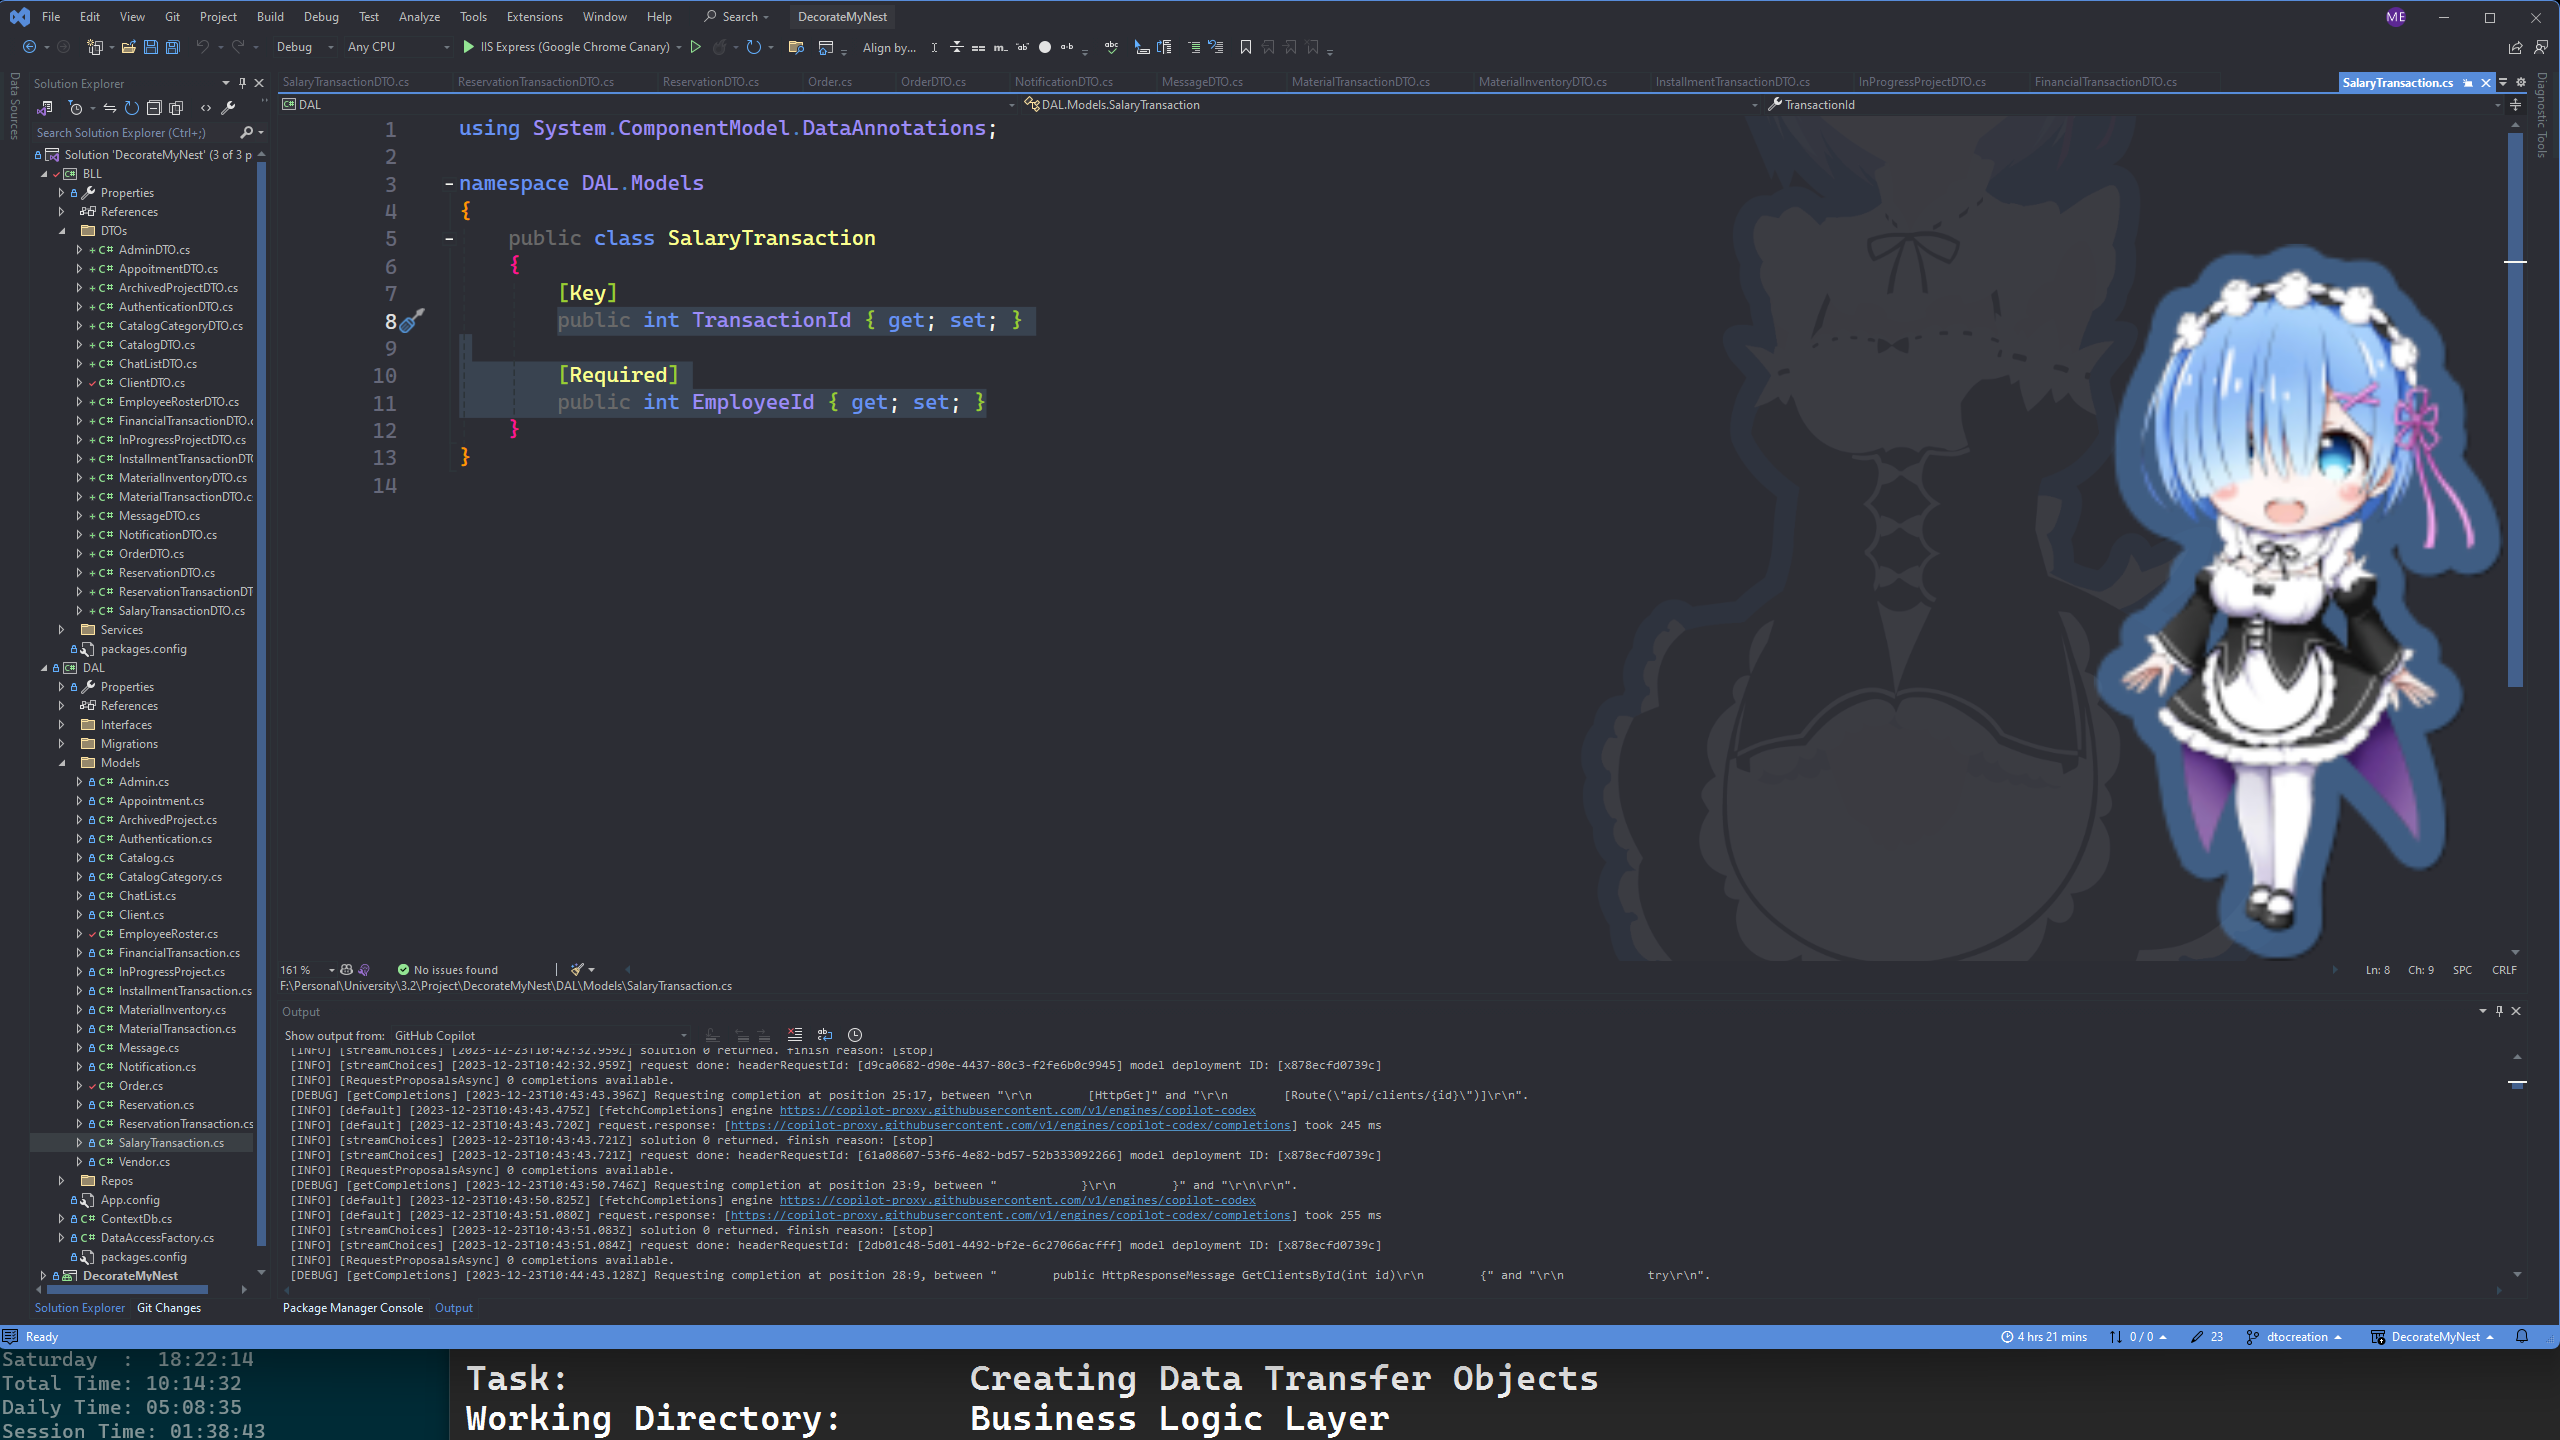 File Edit View Git Project Build Debug Test Analyze Tools Extensions Window Help Search DecorateMyNest ME
Debug Any CPU IIS Express (Google Chrome Canary) Align by...
Data Sources
Diagnostic Tools
Solution Explorer
Search Solution Explorer (Ctrl+;)
Solution 'DecorateMyNest' (3 of 3 p
BLL
Properties
References
DTOs
AdminDTO.cs
AppoitmentDTO.cs
ArchivedProjectDTO.cs
AuthenticationDTO.cs
CatalogCategoryDTO.cs
CatalogDTO.cs
ChatListDTO.cs
ClientDTO.cs
EmployeeRosterDTO.cs
FinancialTransactionDTO.c
InProgressProjectDTO.cs
InstallmentTransactionDT
MaterialInventoryDTO.cs
MaterialTransactionDTO.c
MessageDTO.cs
NotificationDTO.cs
OrderDTO.cs
ReservationDTO.cs
ReservationTransactionDT
SalaryTransactionDTO.cs
Services
packages.config
DAL
Properties
References
Interfaces
Migrations
Models
Admin.cs
Appointment.cs
ArchivedProject.cs
Authentication.cs
Catalog.cs
CatalogCategory.cs
ChatList.cs
Client.cs
EmployeeRoster.cs
FinancialTransaction.cs
InProgressProject.cs
InstallmentTransaction.cs
MaterialInventory.cs
MaterialTransaction.cs
Message.cs
Notification.cs
Order.cs
Reservation.cs
ReservationTransaction.cs
SalaryTransaction.cs
Vendor.cs
Repos
App.config
ContextDb.cs
DataAccessFactory.cs
packages.config
DecorateMyNest
Solution Explorer Git Changes
SalaryTransactionDTO.cs ReservationTransactionDTO.cs ReservationDTO.cs Order.cs OrderDTO.cs NotificationDTO.cs MessageDTO.cs MaterialTransactionDTO.cs MaterialInventoryDTO.cs InstallmentTransactionDTO.cs InProgressProjectDTO.cs FinancialTransactionDTO.cs SalaryTransaction.cs
DAL DAL.Models.SalaryTransaction TransactionId
1 using System.ComponentModel.DataAnnotations;
2
3 namespace DAL.Models
4 {
5 public class SalaryTransaction
6 {
7 [Key]
8 public int TransactionId { get; set; }
9
10 [Required]
11 public int EmployeeId { get; set; }
12 }
13 }
14
161 % No issues found Ln: 8 Ch: 9 SPC CRLF
F:\Personal\University\3.2\Project\DecorateMyNest\DAL\Models\SalaryTransaction.cs
Output
Show output from: GitHub Copilot
[INFO] [streamChoices] [2023-12-23T10:42:32.959Z] solution 0 returned. finish reason: [stop]
[INFO] [streamChoices] [2023-12-23T10:42:32.959Z] request done: headerRequestId: [d9ca0682-d90e-4437-80c3-f2fe6b0c9945] model deployment ID: [x878ecfd0739c]
[INFO] [RequestProposalsAsync] 0 completions available.
[DEBUG] [getCompletions] [2023-12-23T10:43:43.396Z] Requesting completion at position 25:17, between "\r\n [HttpGet]" and "\r\n [Route(\"api/clients/{id}\")]\r\n".
[INFO] [default] [2023-12-23T10:43:43.475Z] [fetchCompletions] engine https://copilot-proxy.githubusercontent.com/v1/engines/copilot-codex
[INFO] [default] [2023-12-23T10:43:43.720Z] request.response: [https://copilot-proxy.githubusercontent.com/v1/engines/copilot-codex/completions] took 245 ms
[INFO] [streamChoices] [2023-12-23T10:43:43.721Z] solution 0 returned. finish reason: [stop]
[INFO] [streamChoices] [2023-12-23T10:43:43.721Z] request done: headerRequestId: [61a08607-53f6-4e82-bd57-52b333092266] model deployment ID: [x878ecfd0739c]
[INFO] [RequestProposalsAsync] 0 completions available.
[DEBUG] [getCompletions] [2023-12-23T10:43:50.746Z] Requesting completion at position 23:9, between " }\r\n }" and "\r\n\r\n".
[INFO] [default] [2023-12-23T10:43:50.825Z] [fetchCompletions] engine https://copilot-proxy.githubusercontent.com/v1/engines/copilot-codex
[INFO] [default] [2023-12-23T10:43:51.080Z] request.response: [https://copilot-proxy.githubusercontent.com/v1/engines/copilot-codex/completions] took 255 ms
[INFO] [streamChoices] [2023-12-23T10:43:51.083Z] solution 0 returned. finish reason: [stop]
[INFO] [streamChoices] [2023-12-23T10:43:51.084Z] request done: headerRequestId: [2db01c48-5d01-4492-bf2e-6c27066acfff] model deployment ID: [x878ecfd0739c]
[INFO] [RequestProposalsAsync] 0 completions available.
[DEBUG] [getCompletions] [2023-12-23T10:44:43.128Z] Requesting completion at position 28:9, between " public HttpResponseMessage GetClientsById(int id)\r\n {" and "\r\n try\r\n".
Package Manager Console Output
Ready 4 hrs 21 mins 0 / 0 23 dtocreation DecorateMyNest
Saturday : 18:22:14
Total Time: 10:14:32
Daily Time: 05:08:35
Session Time: 01:38:43
Task: Creating Data Transfer Objects
Working Directory: Business Logic Layer